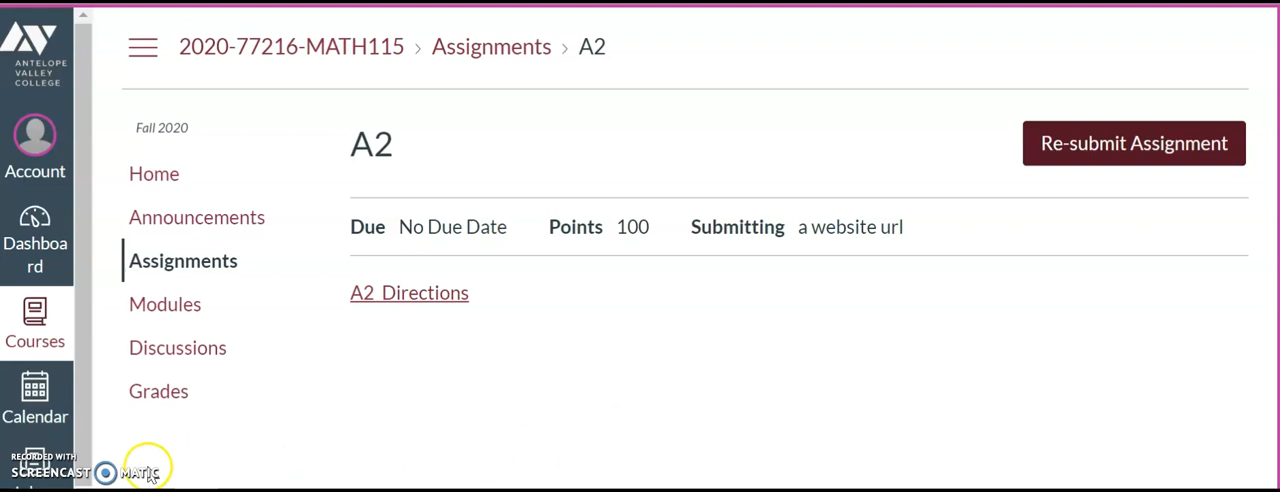 ANTELOPE
VALLEY
COLLEGE
Account
Dashboa
rd
Courses
Calendar
2020-77216-MATH115 › Assignments › A2
Fall 2020
Home
Announcements
Assignments
Modules
Discussions
Grades
A2
Re-submit Assignment
Due No Due Date Points 100 Submitting a website url
A2 Directions
RECORDED WITH
SCREENCAST MATIC